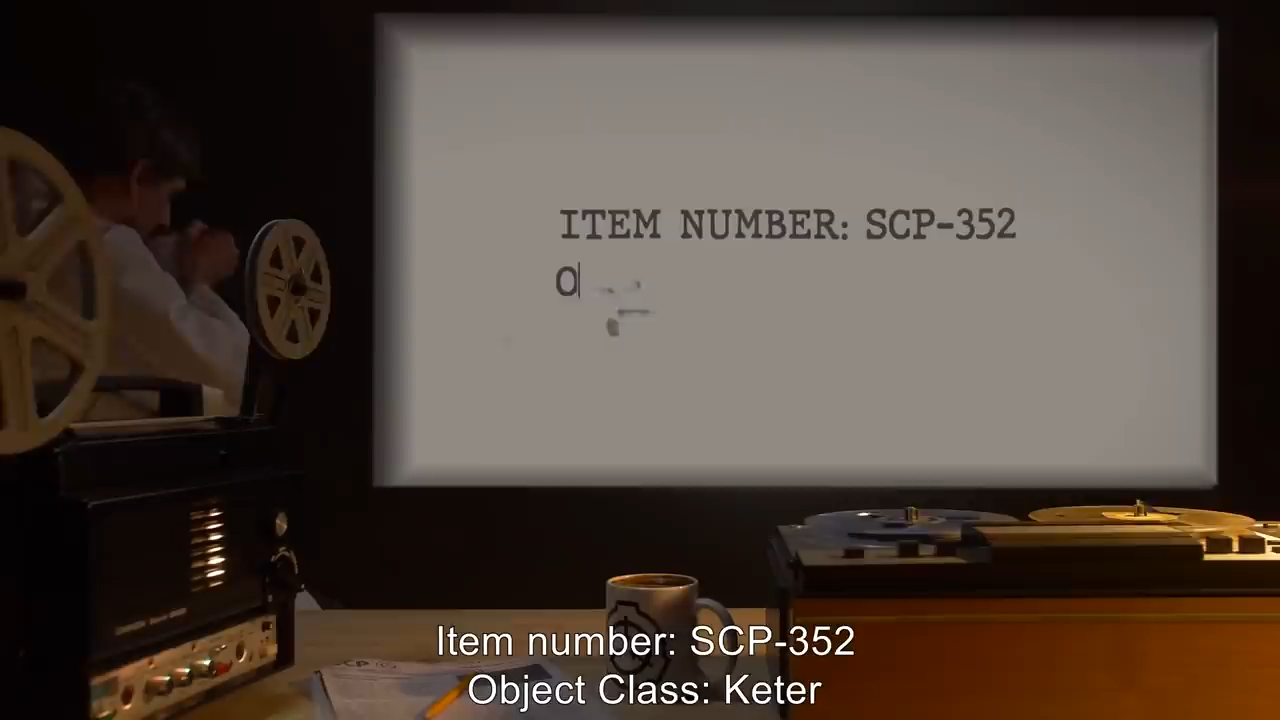 ITEM NUMBER: SCP-352
O
Item number: SCP-352
Object Class: Keter